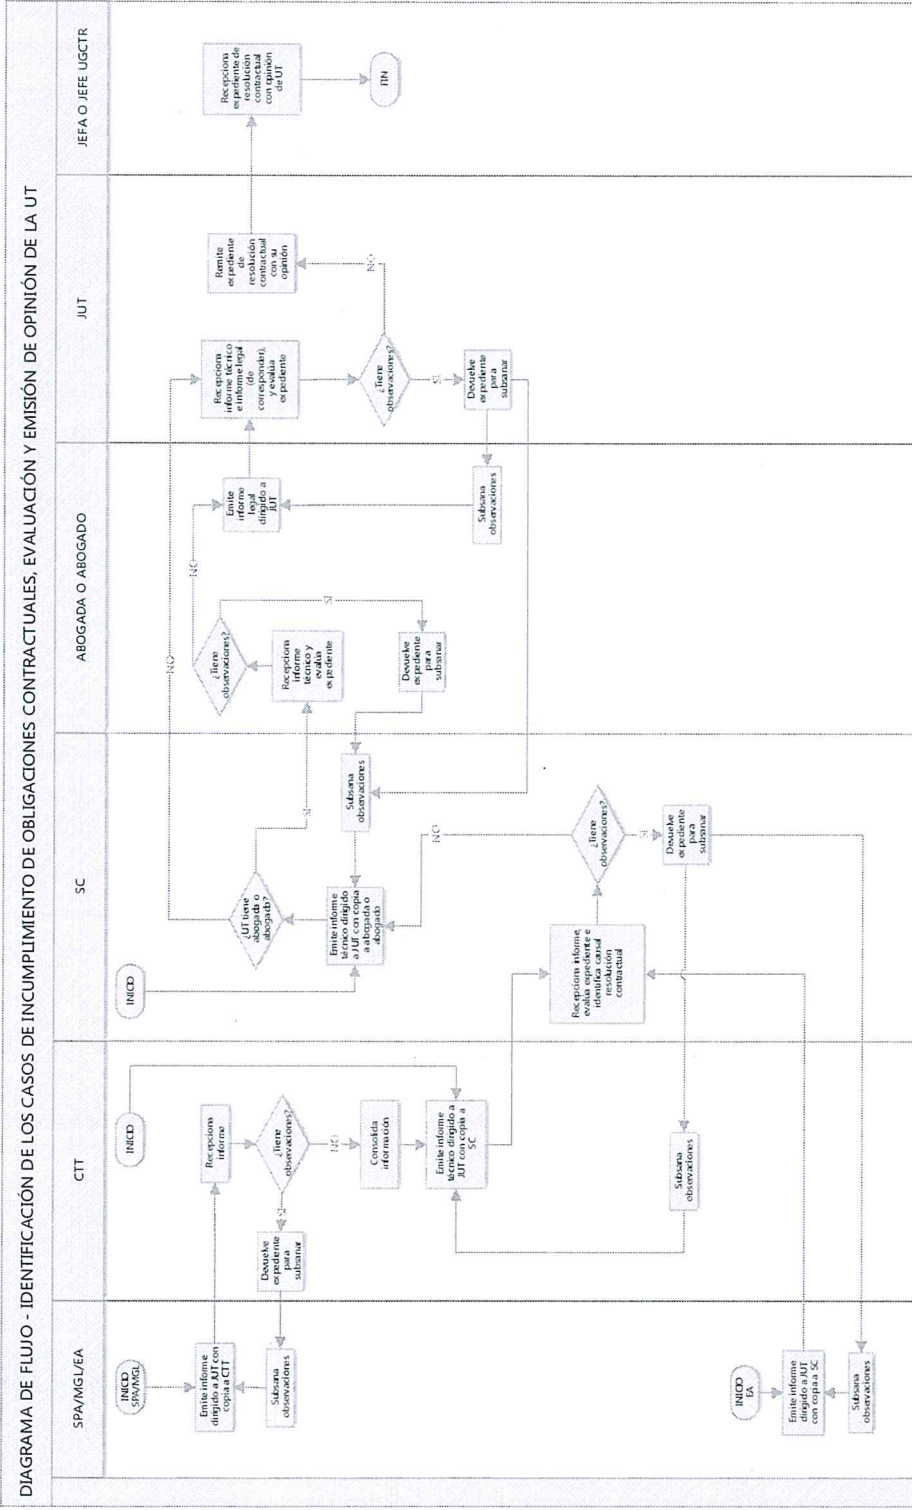 DIAGRAMA DE FLUJO - IDENTIFICACIÓN DE LOS CASOS DE INCUMPLIMIENTO DE OBLIGACIONES CONTRACTUALES, EVALUACIÓN Y EMISIÓN DE OPINIÓN DE LA UT
SPA/MGL/EA
CTT
SC
ABOGADA O ABOGADO
JUT
JEFA O JEFE UGCTR
INICIO
SPA/MGL
Emite informe
dirigido a JUT con
copia a CTT
Subsana
observaciones
INICIO
EA
Emite informe
dirigido a JUT
con copia a SC
Subsana
observaciones
INICIO
Recepciona
informe
¿Tiene
observaciones?
SI
Devuelve
expediente
para
subsanar
NO
Consolida
información
Emite informe
técnico dirigido a
JUT con copia a
SC
Subsana
observaciones
INICIO
¿UT tiene
abogada o
abogado?
NO
SI
Emite informe
técnico dirigido
a JUT con copia
a abogada o
abogado
Subsana
observaciones
NO
Recepciona informe,
evalúa expediente e
identifica causal
resolución
contractual
¿Tiene
observaciones?
SI
Devuelve
expediente
para
subsanar
¿Tiene
observaciones?
NO
SI
Recepciona
informe
técnico y
evalúa
expediente
Devuelve
expediente
para
subsanar
Emite
informe
legal
dirigido a
JUT
Subsana
observaciones
Recepciona
informe técnico
e informe legal
(de
corresponder),
y evalúa
expediente
¿Tiene
observaciones?
NO
SI
Devuelve
expediente
para
subsanar
Remite
expediente
de
resolución
contractual
con su
opinión
Recepciona
expediente de
resolución
contractual
con opinión
de UT
FIN